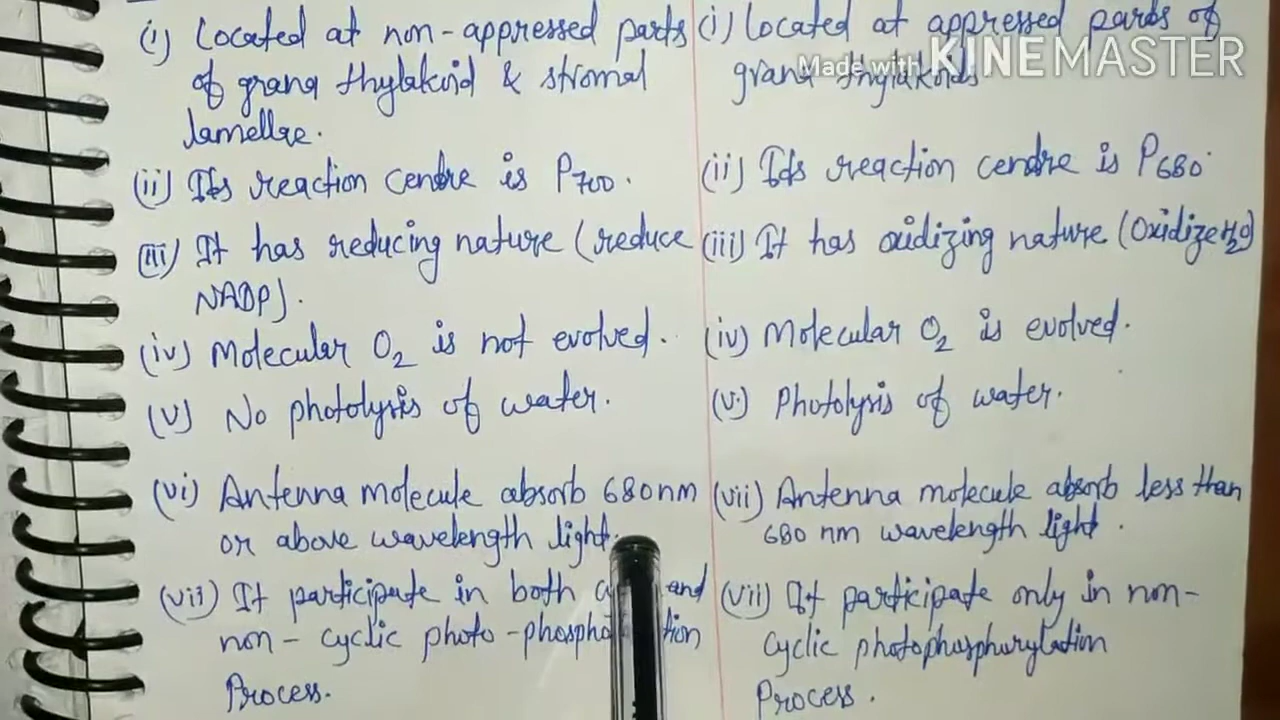 (i) Located at non-appressed parts
of grana thylakoid & stromal
lamellae.
(ii) Its reaction centre is P700.
(iii) It has reducing nature (reduce
NADP).
(iv) Molecular O2 is not evolved.
(v) No photolysis of water.
(vi) Antenna molecule absorb 680nm
or above wavelength light.
(vii) It participate in both and
non-cyclic photo-
Process.
(i) Located at appressed parts of
grana thylakoids
Made with KINEMASTER
(ii) Its reaction centre is P680.
(iii) It has oxidizing nature (Oxidize H2O)
(iv) Molecular O2 is evolved.
(v) Photolysis of water.
(vii) Antenna molecule absorb less than
680 nm wavelength light.
(vii) It participate only in non-
cyclic photophosphorylation
Process.